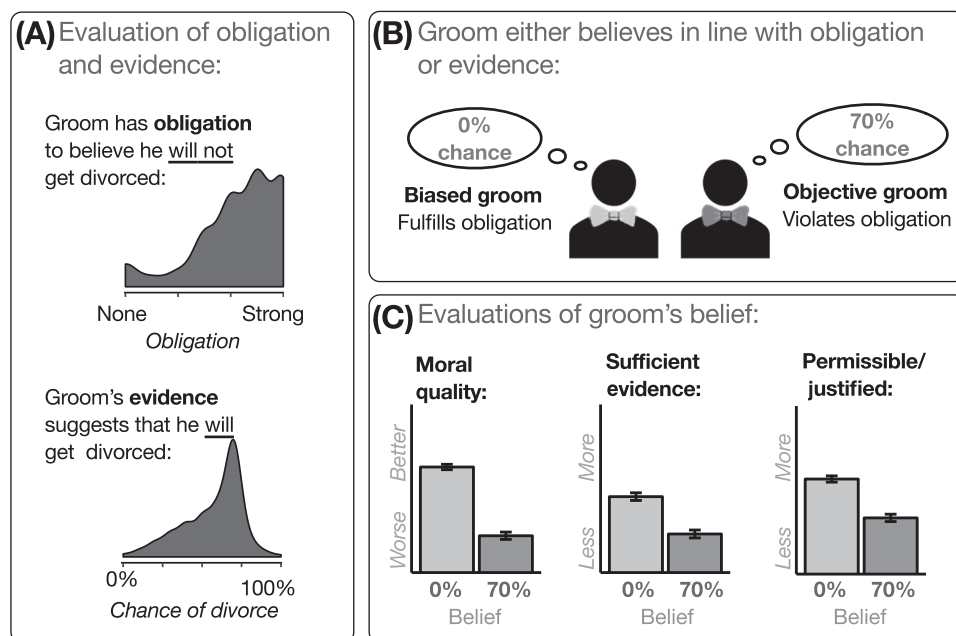 (A) Evaluation of obligation
and evidence:
Groom has obligation
to believe he will not
get divorced:
None Strong
Obligation
Groom's evidence
suggests that he will
get divorced:
0% 100%
Chance of divorce
(B) Groom either believes in line with obligation
or evidence:
0%
chance
Biased groom
Fulfills obligation
70%
chance
Objective groom
Violates obligation
(C) Evaluations of groom's belief:
Moral
quality:
Better
Worse
0% 70%
Belief
Sufficient
evidence:
More
Less
0% 70%
Belief
Permissible/
justified:
More
Less
0% 70%
Belief